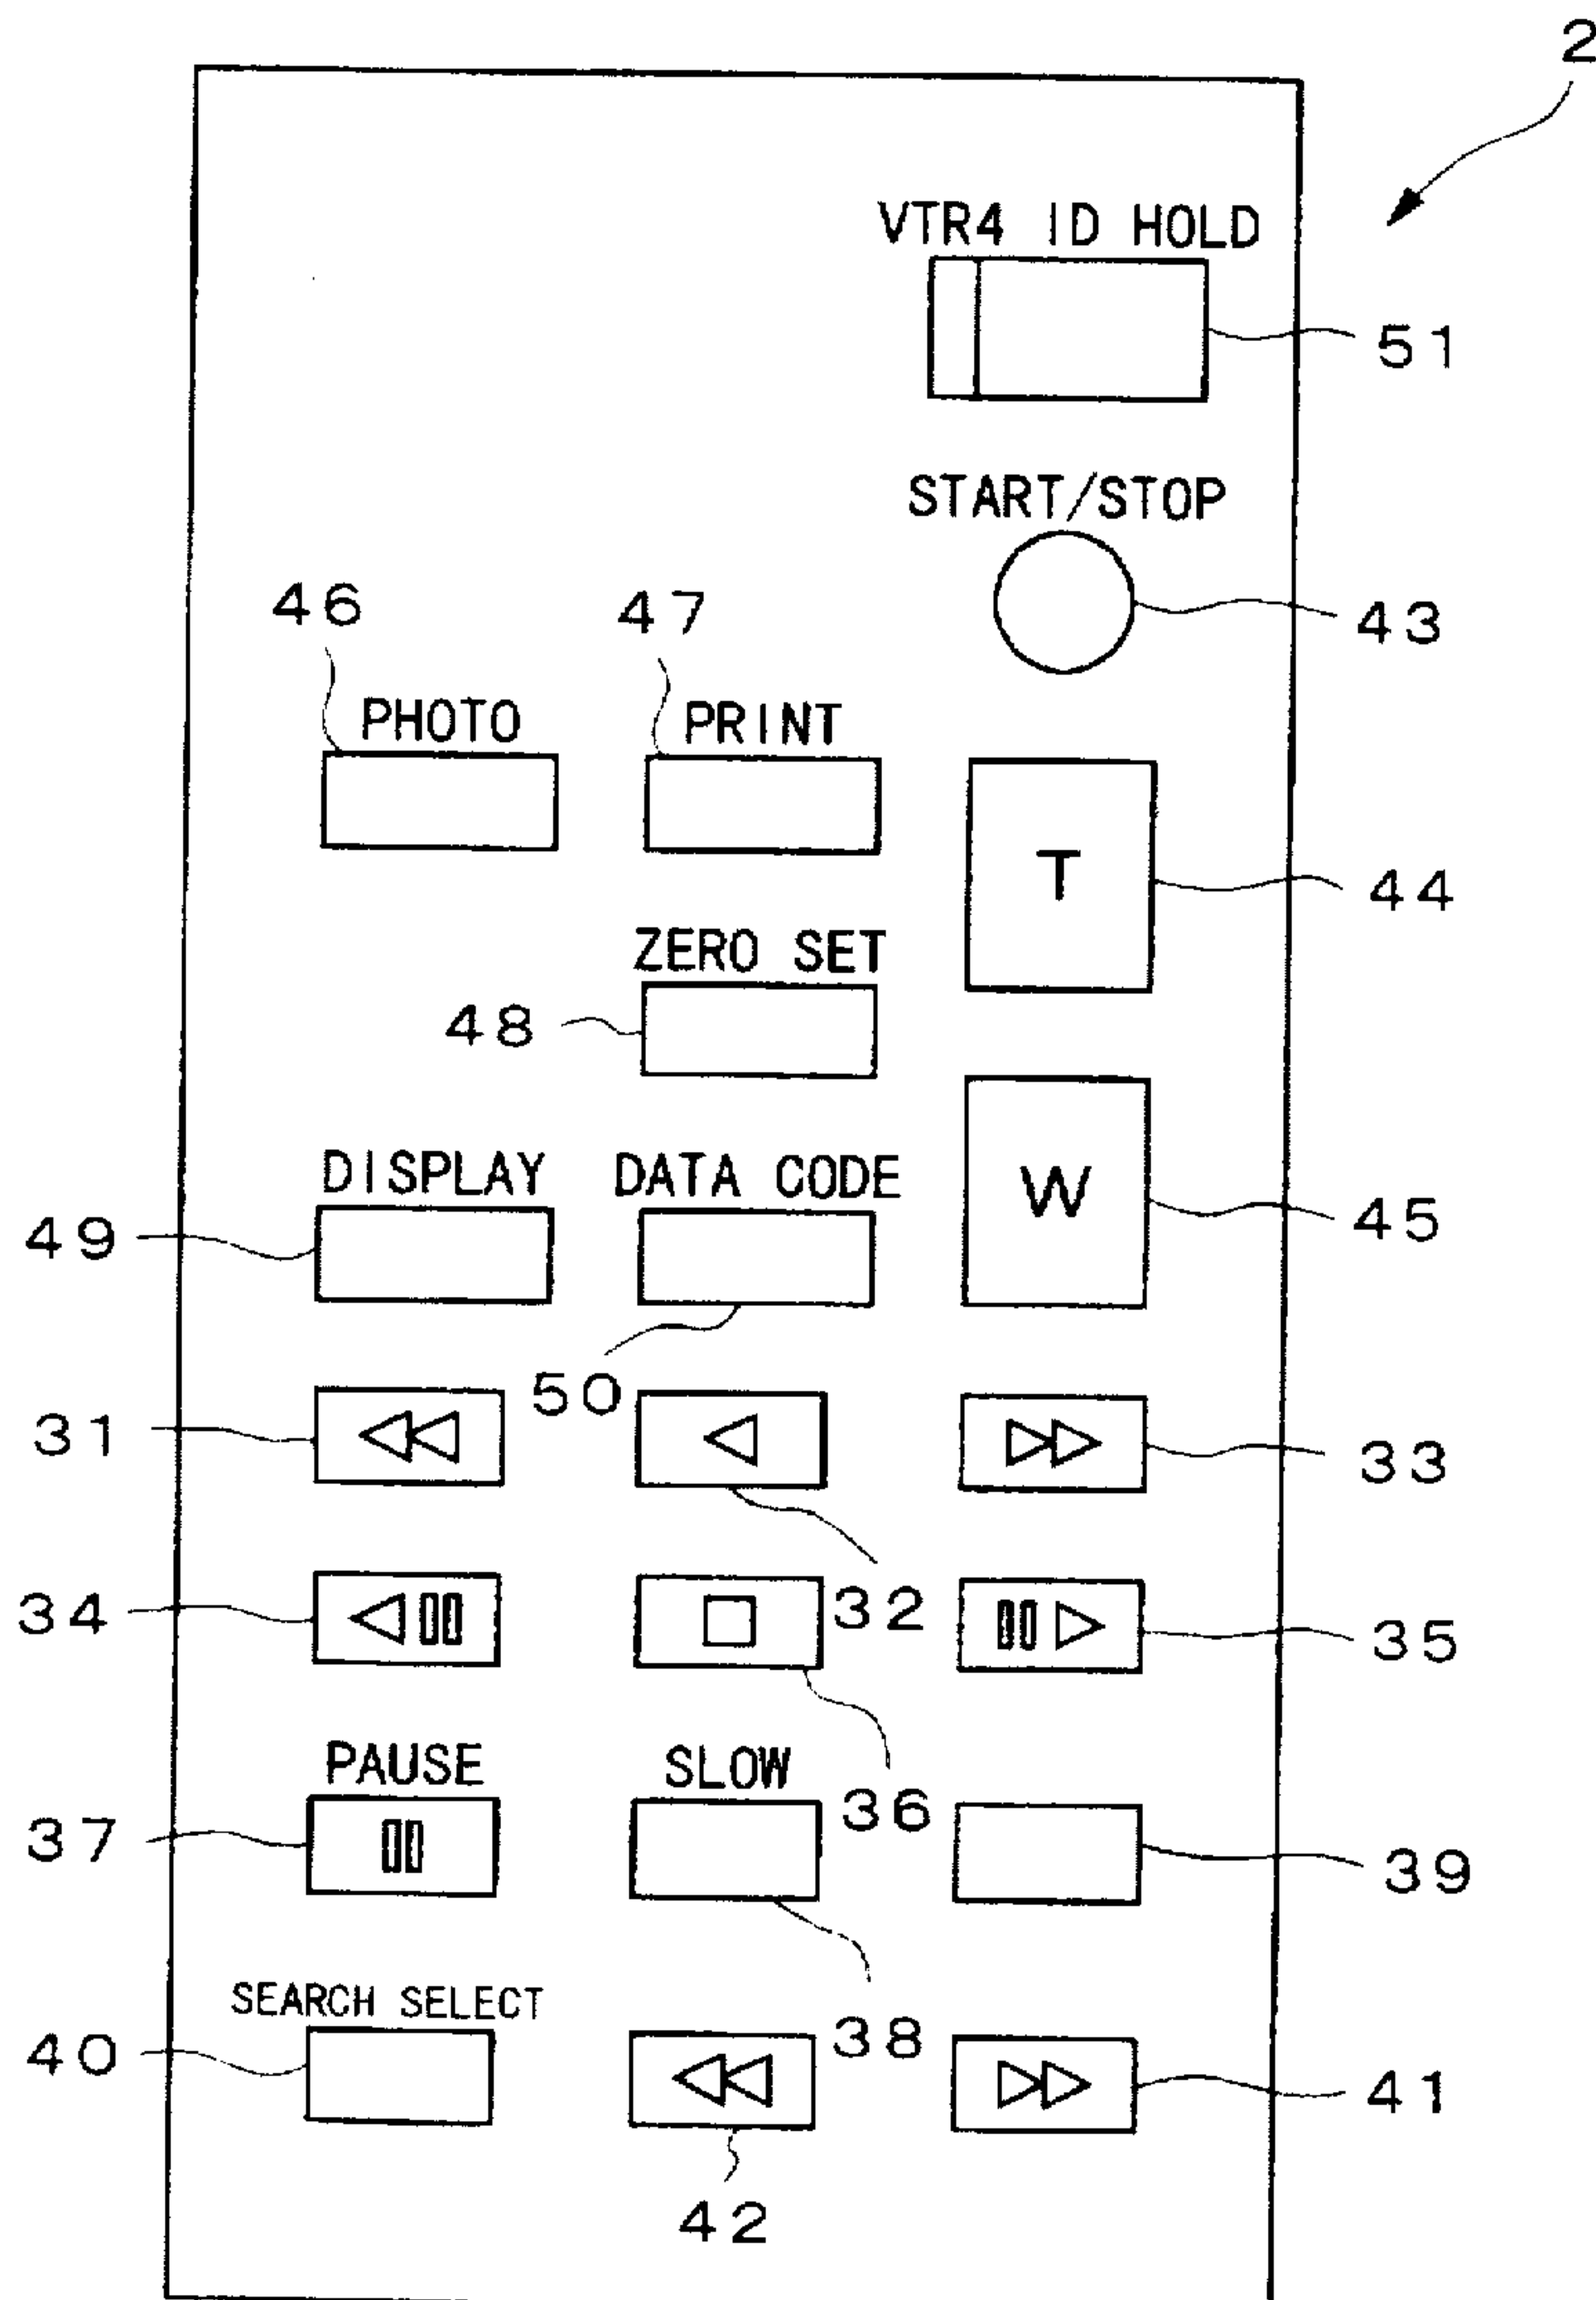 2
VTR4 ID HOLD
51
START/STOP
43
46
47
PHOTO
PRINT
T
44
ZERO SET
48
W
45
DISPLAY
DATA CODE
49
50
31
33
32
34
35
PAUSE
SLOW
36
37
39
SEARCH SELECT
38
40
41
42